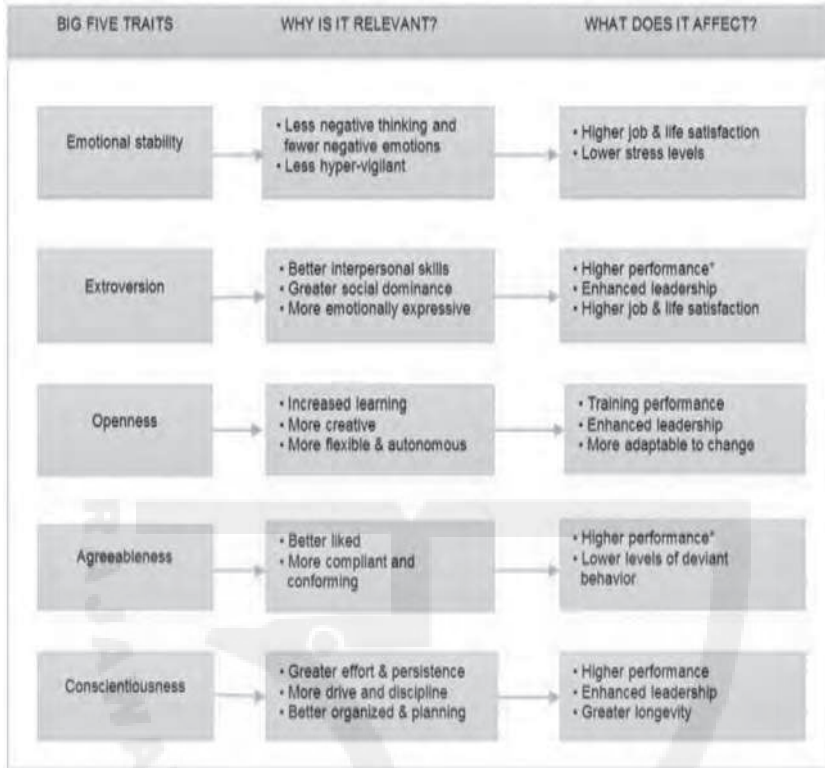 BIG FIVE TRAITS
WHY IS IT RELEVANT?
WHAT DOES IT AFFECT?
Emotional stability
• Less negative thinking and
fewer negative emotions
• Less hyper-vigilant
• Higher job & life satisfaction
• Lower stress levels
Extroversion
• Better interpersonal skills
• Greater social dominance
• More emotionally expressive
• Higher performance*
• Enhanced leadership
• Higher job & life satisfaction
Openness
• Increased learning
• More creative
• More flexible & autonomous
• Training performance
• Enhanced leadership
• More adaptable to change
Agreeableness
• Better liked
• More compliant and
conforming
• Higher performance*
• Lower levels of deviant
behavior
Conscientiousness
• Greater effort & persistence
• More drive and discipline
• Better organized & planning
• Higher performance
• Enhanced leadership
• Greater longevity
RAJANA